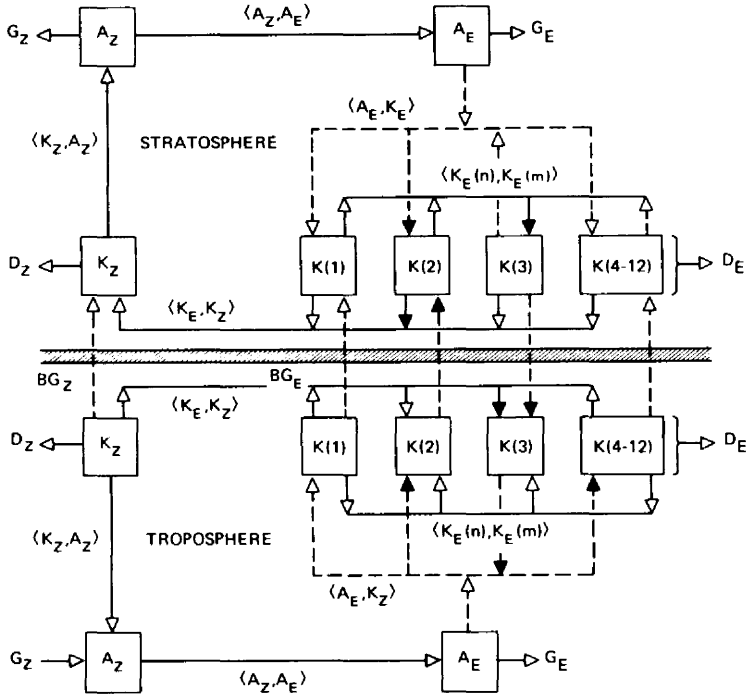 G_Z A_Z ⟨A_Z,A_E⟩ A_E G_E
⟨A_E,K_E⟩
⟨K_Z,A_Z⟩ STRATOSPHERE
⟨K_E(n),K_E(m)⟩
D_Z K_Z K(1) K(2) K(3) K(4-12) D_E
⟨K_E,K_Z⟩
BG_Z BG_E
⟨K_E,K_Z⟩
D_Z K_Z K(1) K(2) K(3) K(4-12) D_E
⟨K_E(n),K_E(m)⟩
⟨K_Z,A_Z⟩ TROPOSPHERE
⟨A_E,K_Z⟩
G_Z A_Z ⟨A_Z,A_E⟩ A_E G_E